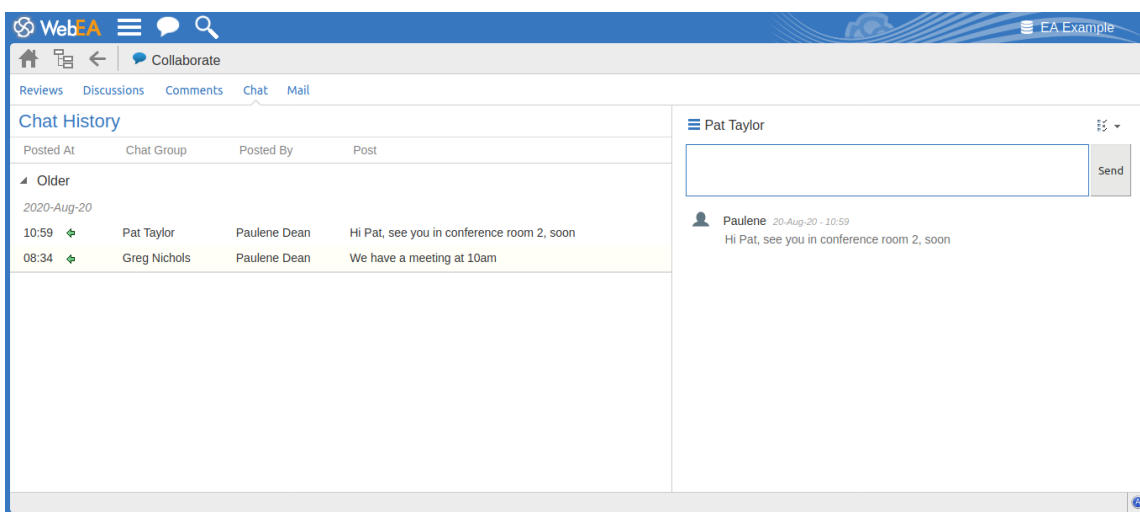 WebEA
EA Example
Collaborate
Reviews Discussions Comments Chat Mail
Chat History
Posted At Chat Group Posted By Post
Older
2020-Aug-20
10:59 Pat Taylor Paulene Dean Hi Pat, see you in conference room 2, soon
08:34 Greg Nichols Paulene Dean We have a meeting at 10am
Pat Taylor
Send
Paulene 20-Aug-20 - 10:59
Hi Pat, see you in conference room 2, soon